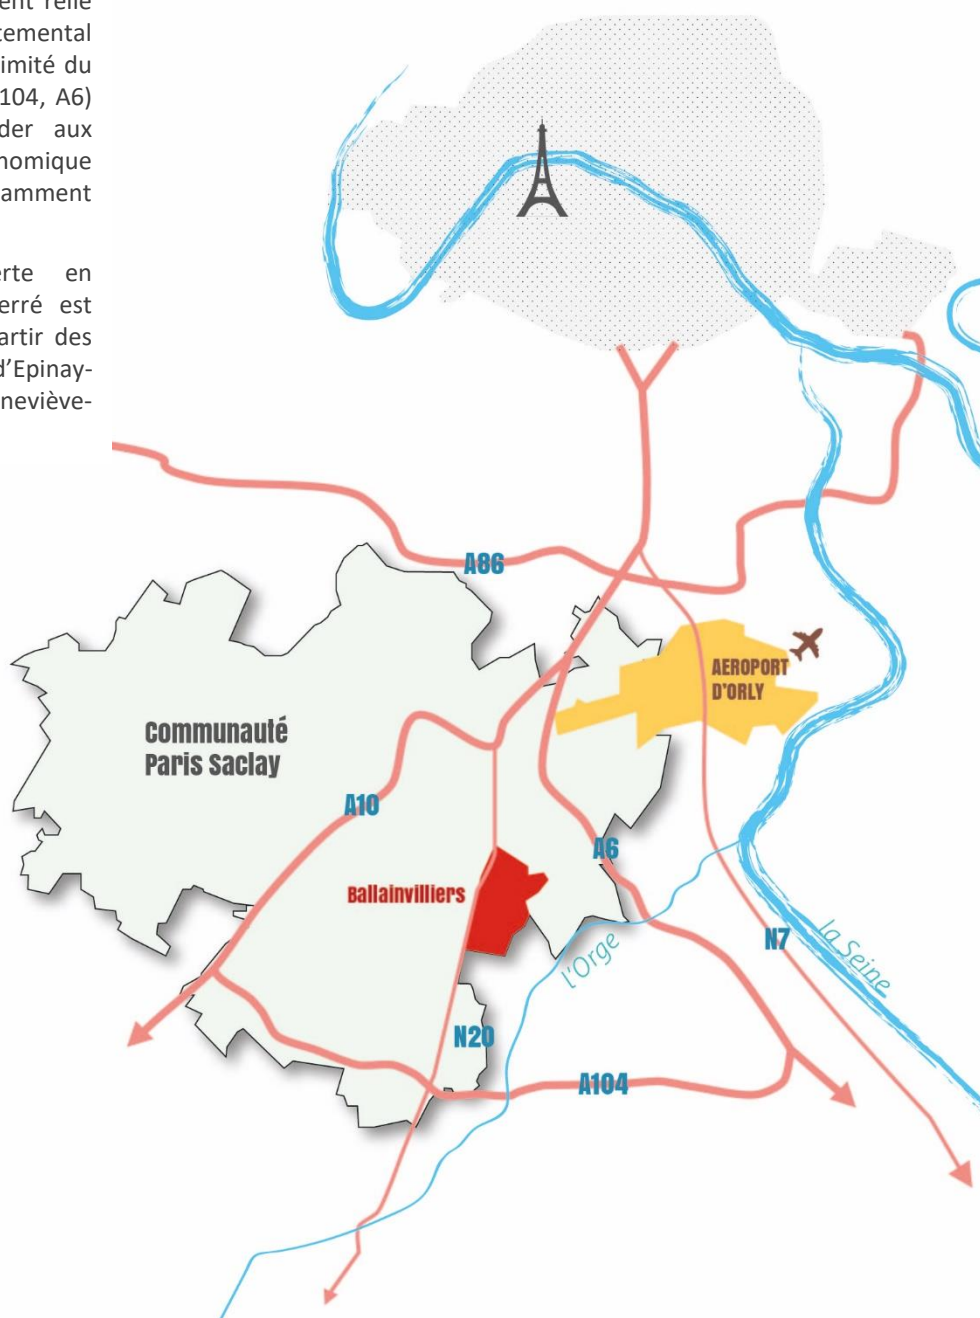 ent relié
temental
imité du
104, A6)
der aux
nomique
amment
rte en
erré est
artir des
d’Epinay-
neviève-
A86
AEROPORT
D'ORLY
Communauté
Paris Saclay
A10
A6
Ballainvilliers
N7
la Seine
l'Orge
N20
A104